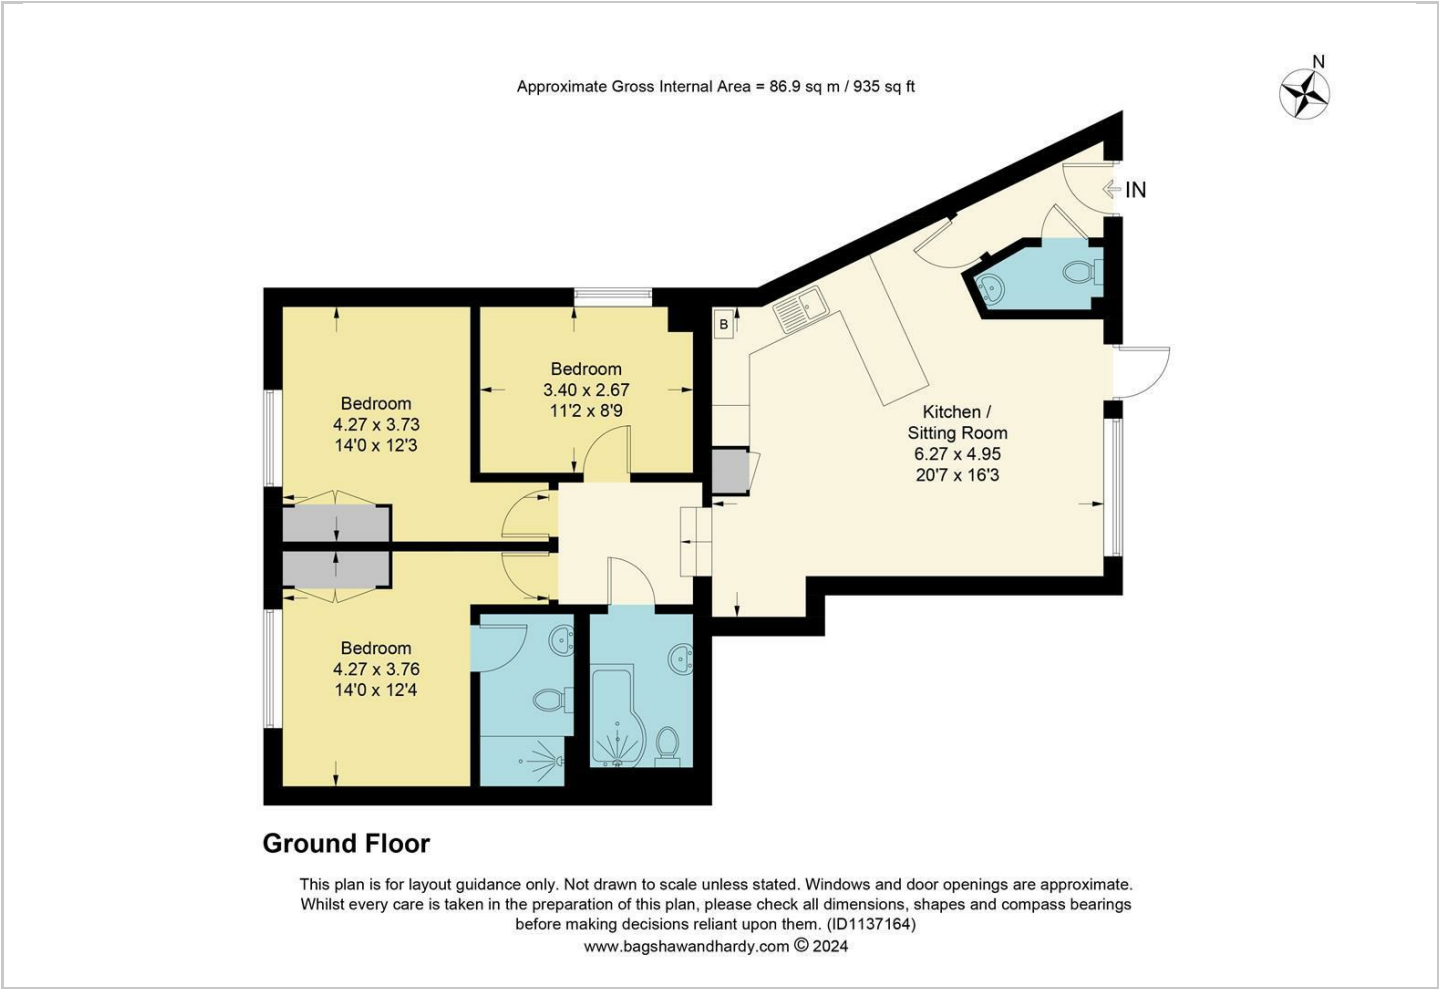 N
Approximate Gross Internal Area = 86.9 sq m / 935 sq ft
IN
B
Bedroom
3.40 x 2.67
11'2 x 8'9
Bedroom
4.27 x 3.73
14'0 x 12'3
Kitchen /
Sitting Room
6.27 x 4.95
20'7 x 16'3
Bedroom
4.27 x 3.76
14'0 x 12'4
Ground Floor
This plan is for layout guidance only. Not drawn to scale unless stated. Windows and door openings are approximate.
Whilst every care is taken in the preparation of this plan, please check all dimensions, shapes and compass bearings
before making decisions reliant upon them. (ID1137164)
www.bagshawandhardy.com © 2024